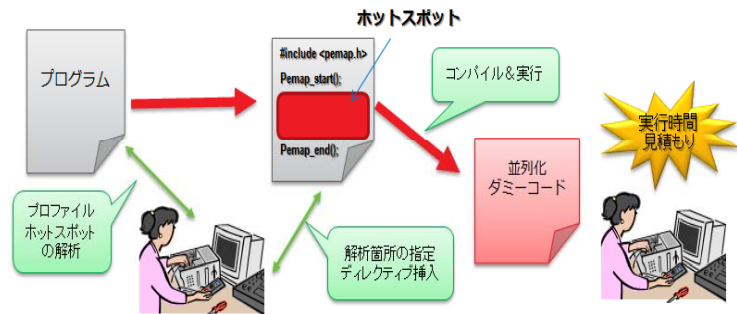 ホットスポット
プログラム
#include <pemap.h>
Pemap_start();
Pemap_end();
コンパイル＆実行
実行時間
見積もり
並列化
ダミーコード
プロファイル
ホットスポット
の解析
解析箇所の指定
ディレクティブ挿入